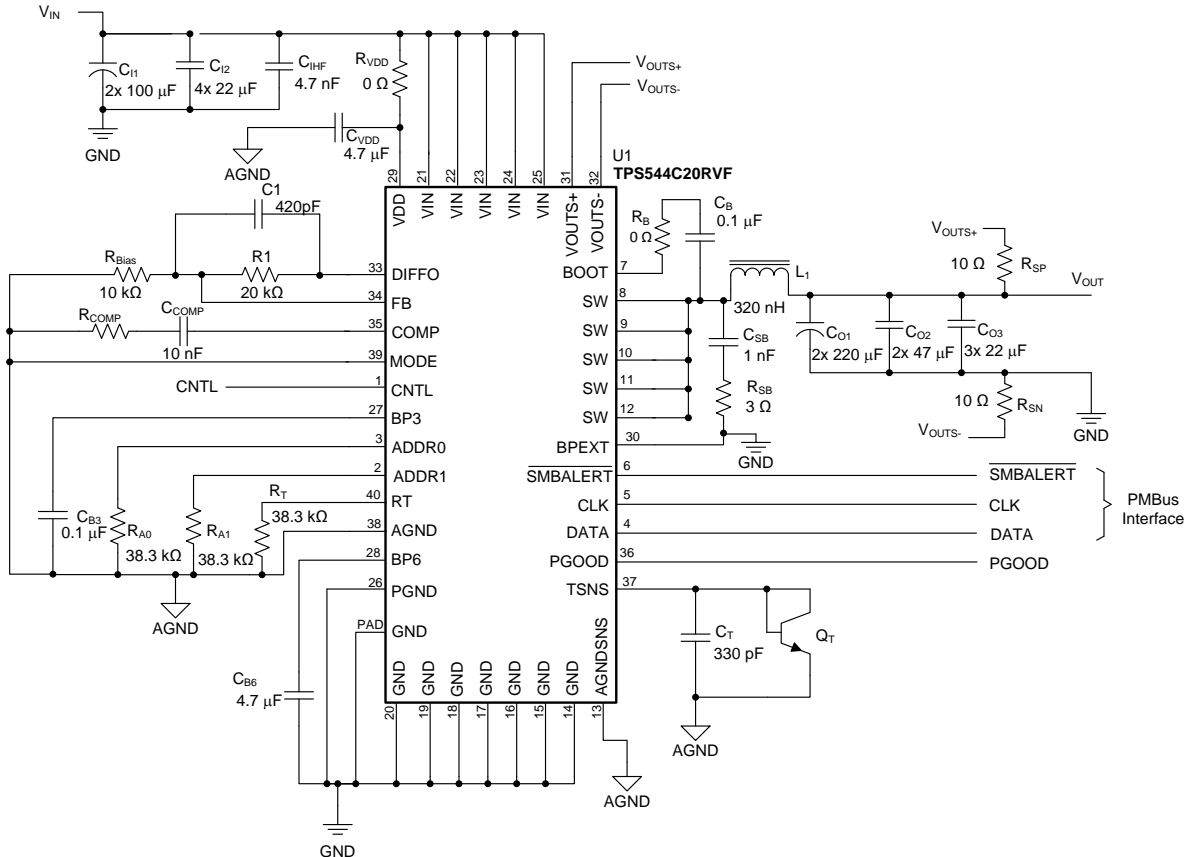 VIN
CI1
2x 100 μF
CI2
4x 22 μF
CIHF
4.7 nF
RVDD
0 Ω
GND
CVDD
4.7 μF
AGND
VOUTS+
VOUTS-
U1
TPS544C20RVF
29
21
22
23
24
25
31
32
VDD
VIN
VIN
VIN
VIN
VIN
VOUTS+
VOUTS-
C1
420pF
RBias
10 kΩ
R1
20 kΩ
RCOMP
CCOMP
10 nF
CNTL
33
DIFFO
34
FB
35
COMP
39
MODE
1
CNTL
27
BP3
3
ADDR0
2
ADDR1
40
RT
38
AGND
28
BP6
26
PGND
PAD
GND
CB3
0.1 μF
RA0
38.3 kΩ
RA1
38.3 kΩ
RT
38.3 kΩ
AGND
CB6
4.7 μF
GND
GND
GND
GND
GND
GND
GND
AGNDSNS
20
19
18
17
16
15
14
13
GND
AGND
BOOT
7
SW
8
SW
9
SW
10
SW
11
SW
12
BPEXT
30
SMBALERT
6
CLK
5
DATA
4
PGOOD
36
TSNS
37
RB
0 Ω
CB
0.1 μF
L1
320 nH
CSB
1 nF
RSB
3 Ω
GND
VOUTS+
10 Ω
RSP
VOUT
CO1
2x 220 μF
CO2
2x 47 μF
CO3
3x 22 μF
10 Ω
RSN
VOUTS-
GND
SMBALERT
CLK
DATA
PGOOD
PMBus
Interface
CT
330 pF
QT
AGND